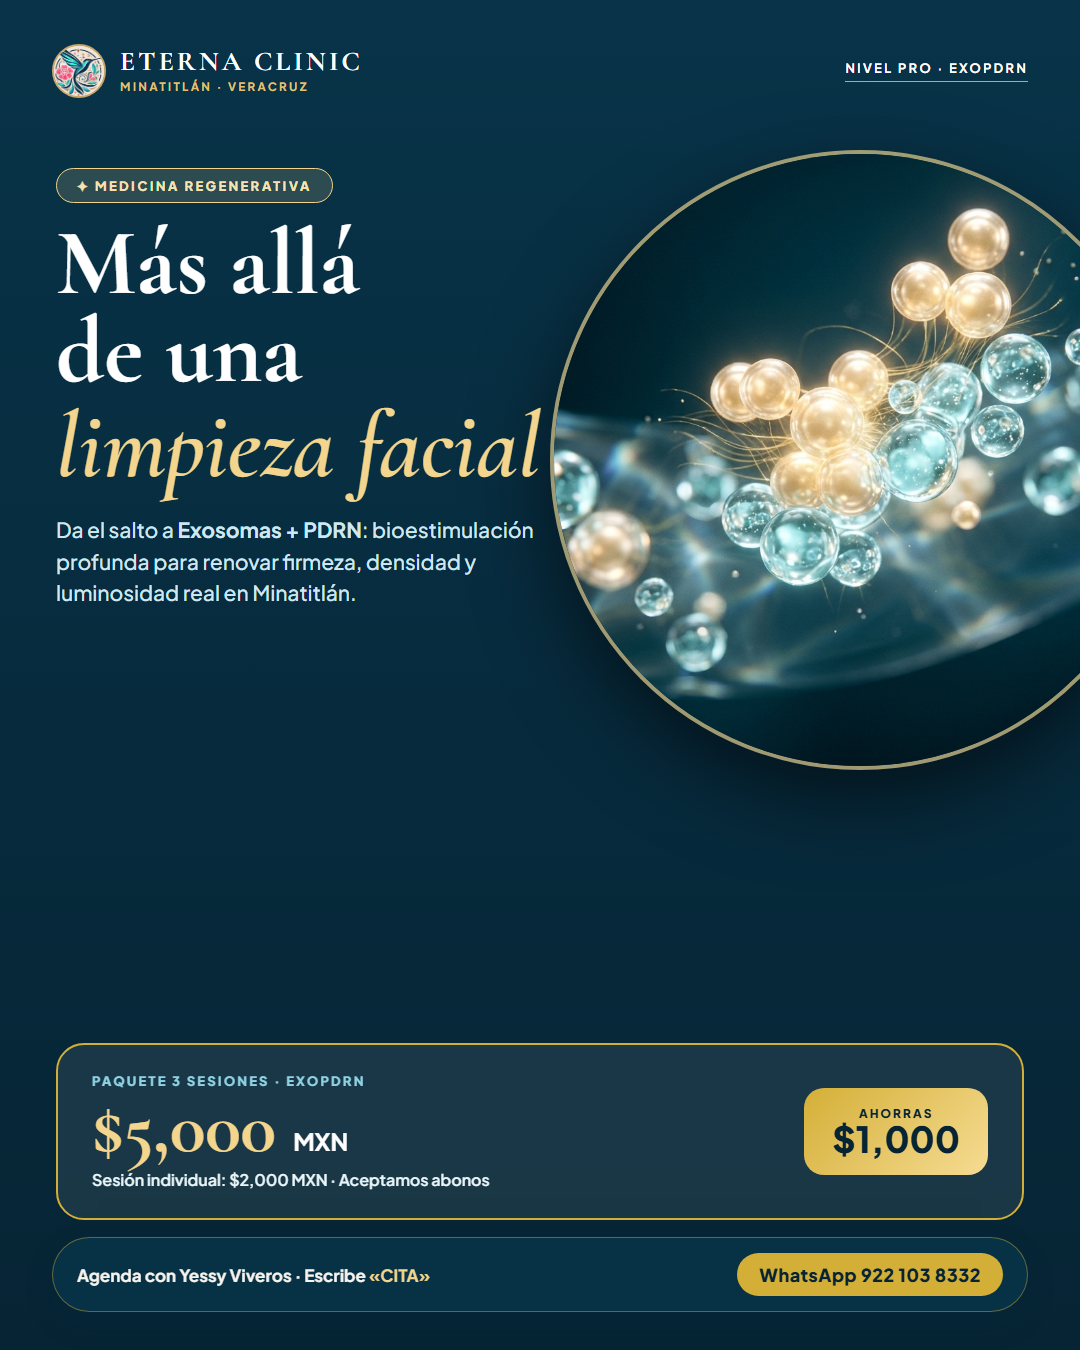 ETERNA CLINIC
MINATITLÁN · VERACRUZ
NIVEL PRO · EXOPDRN
✦ MEDICINA REGENERATIVA
Más allá
de una
limpieza facial
Da el salto a Exosomas + PDRN: bioestimulación
profunda para renovar firmeza, densidad y
luminosidad real en Minatitlán.
PAQUETE 3 SESIONES · EXOPDRN
$5,000 MXN
Sesión individual: $2,000 MXN · Aceptamos abonos
AHORRAS
$1,000
Agenda con Yessy Viveros · Escribe «CITA»
WhatsApp 922 103 8332